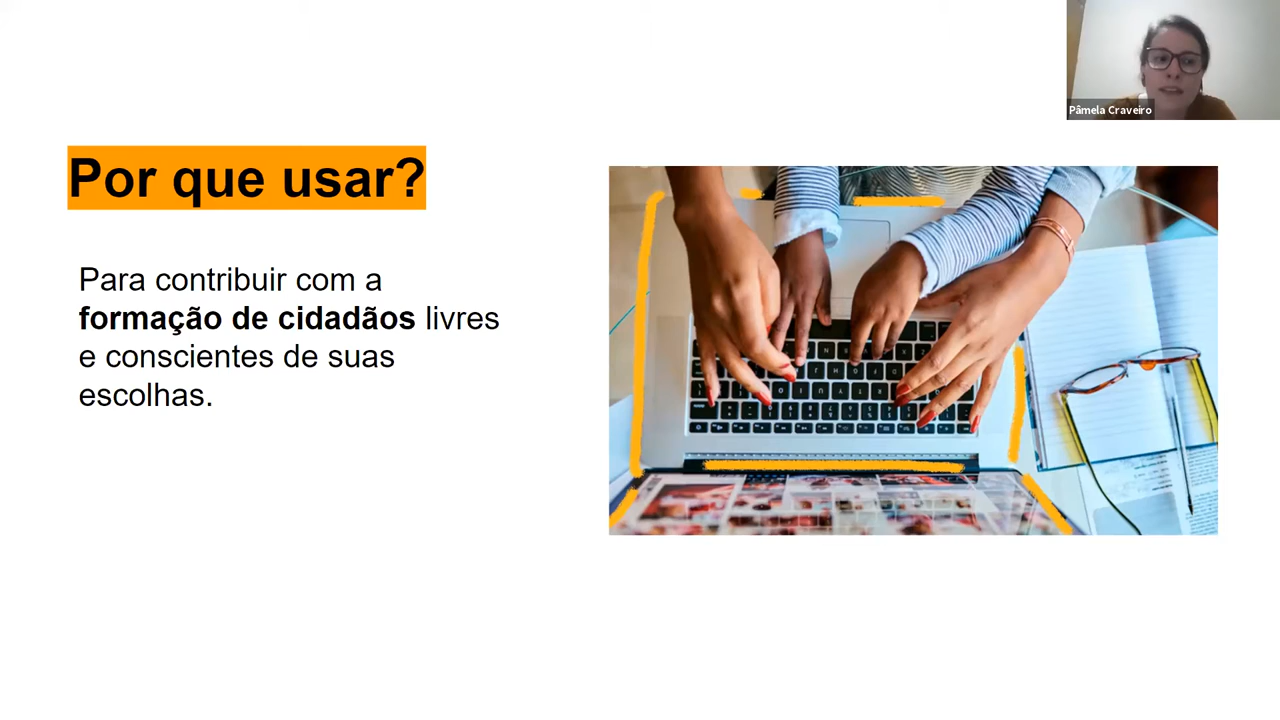 Pâmela Craveiro
Por que usar?
Para contribuir com a
formação de cidadãos livres
e conscientes de suas
escolhas.